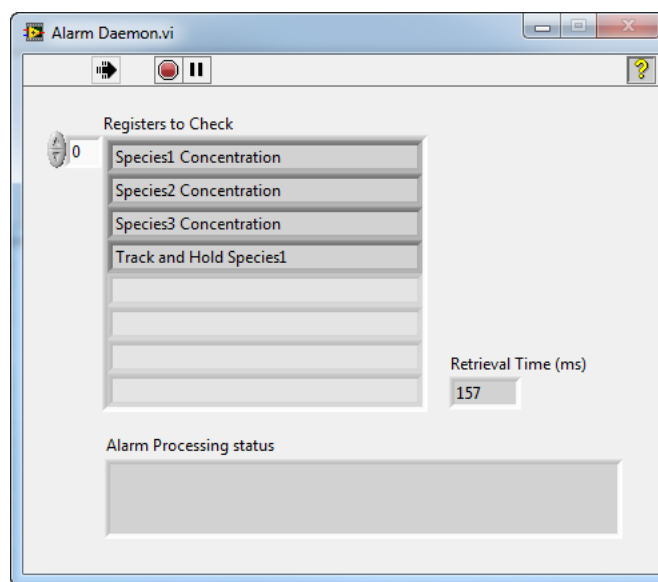 Alarm Daemon.vi
?
Registers to Check
0
Species1 Concentration
Species2 Concentration
Species3 Concentration
Track and Hold Species1
Retrieval Time (ms)
157
Alarm Processing status